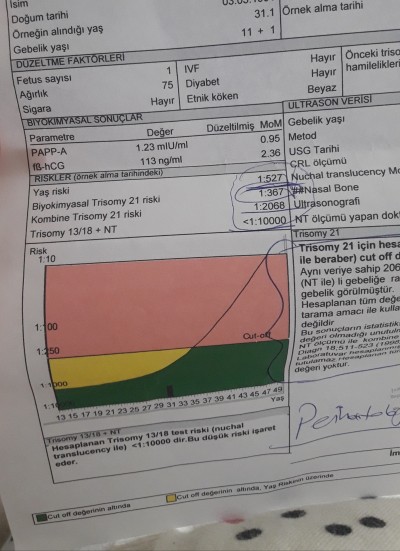 İsim
Doğum tarihi
Örneğin alındığı yaş 31.1 Örnek alma tarihi
Gebelik yaşı 11 + 1
DÜZELTME FAKTÖRLERİ
Fetus sayısı 1 IVF Hayır Önceki
Ağırlık 75 Diyabet Hayır hamilelikleri
Sigara Hayır Etnik köken Beyaz
BİYOKİMYASAL SONUÇLAR ULTRASON VERİSİ
Parametre Değer Düzeltilmiş MoM Gebelik yaşı
PAPP-A 1.23 mIU/ml 0.95 Metod
fß-hCG 113 ng/ml 2.36 USG Tarihi
CRL ölçümü
RİSKLER (örnek alma tarihindeki) Nuchal translucency
Yaş riski 1:527 Nasal Bone
Biyokimyasal Trisomy 21 riski 1:367 Ultrasonografi
Kombine Trisomy 21 riski 1:2068 NT ölçümü yapan
Trisomy 13/18 + NT <1:10000
Trisomy 21
Risk
1:10
1:100
1:250
Cut-off
13 15 17 19 21 23 25 27 29 31 33 35 37 39 41 43 45 47 49
Yaş
Trisomy 21 için
ile beraber) cut off
Aynı veriye sahip
(NT ile) li gebeliğe
gebelik görülmüştür.
Hesaplanan tüm
tarama amacı ile
değildir
Bu sonuçların
değeri olmadığı
NT ölçümü ile
değeri yoktur.
Trisomy 13/18 + NT
Hesaplanan Trisomy 13/18 test riski (nuchal
translucency ile) <1:10000 dir.Bu düşük riski işaret
eder.
Cut off değerinin altında
Cut off değerinin altında, Yaş Riskinin üzerinde